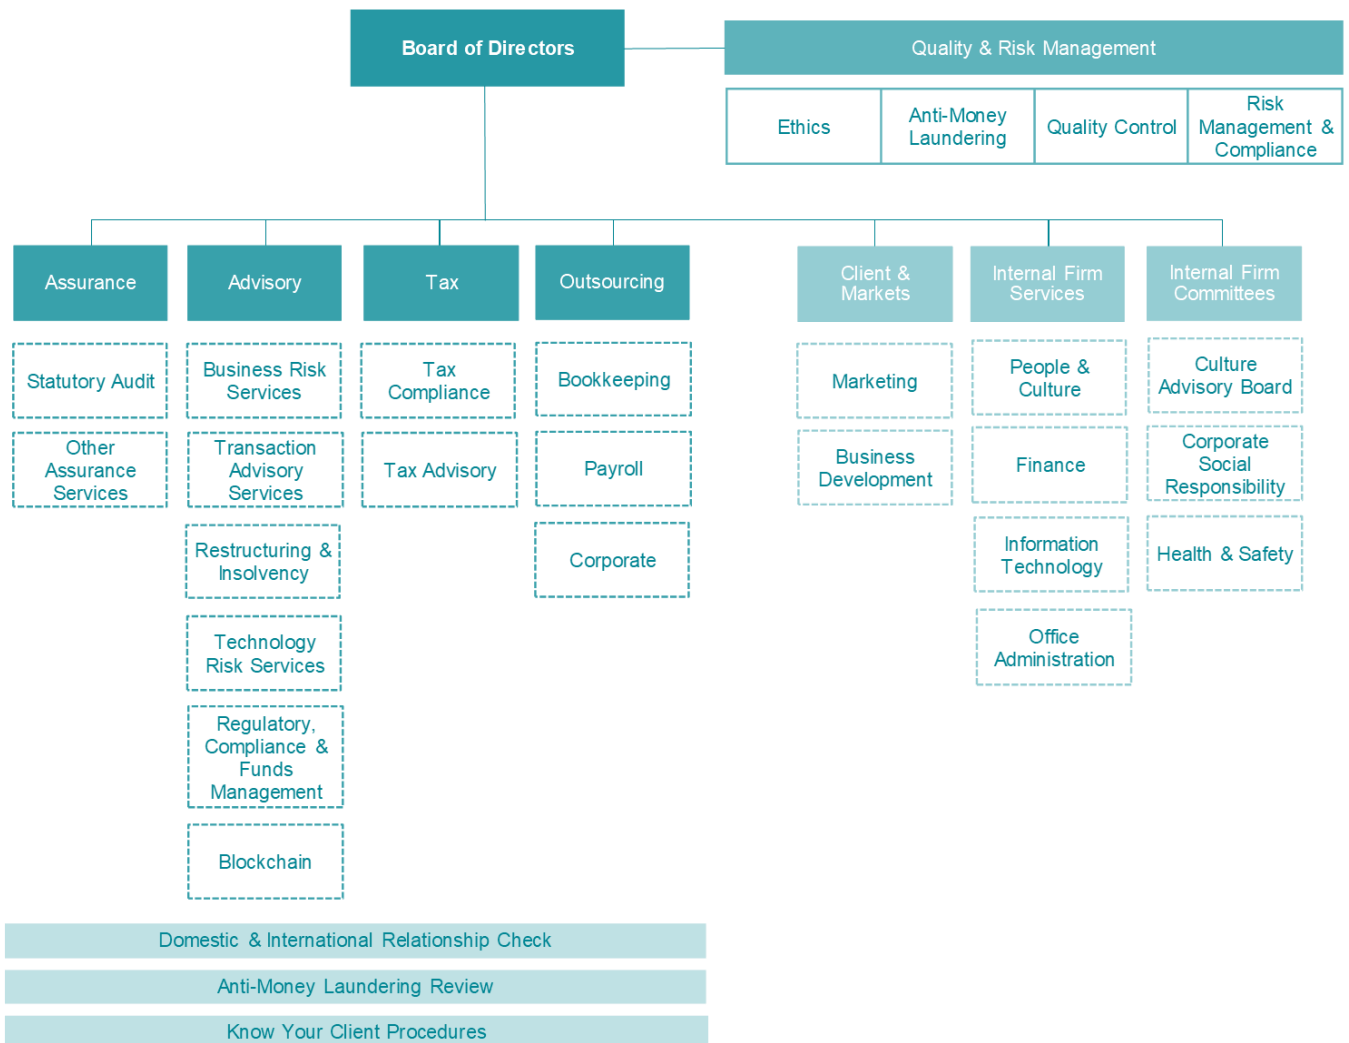 Board of Directors
Quality & Risk Management
Ethics
Anti-Money
Laundering
Quality Control
Risk
Management &
Compliance
Assurance
Advisory
Tax
Outsourcing
Client &
Markets
Internal Firm
Services
Internal Firm
Committees
Statutory Audit
Other
Assurance
Services
Business Risk
Services
Transaction
Advisory
Services
Restructuring &
Insolvency
Technology
Risk Services
Regulatory,
Compliance &
Funds
Management
Blockchain
Tax
Compliance
Tax Advisory
Bookkeeping
Payroll
Corporate
Marketing
Business
Development
People &
Culture
Finance
Information
Technology
Office
Administration
Culture
Advisory Board
Corporate
Social
Responsibility
Health & Safety
Domestic & International Relationship Check
Anti-Money Laundering Review
Know Your Client Procedures